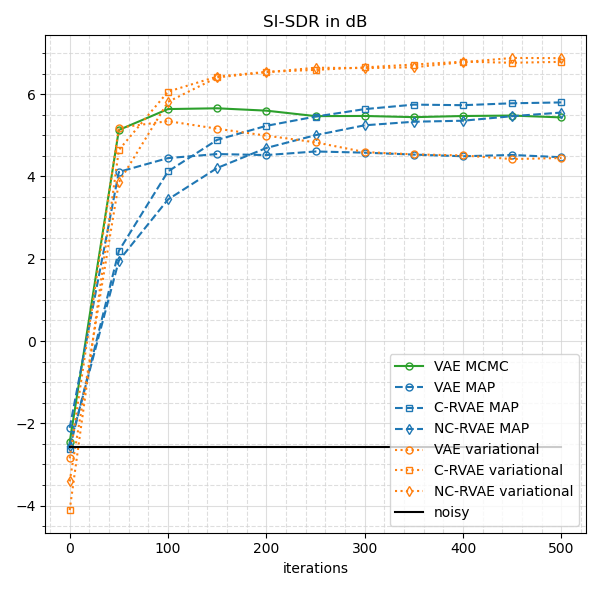 SI-SDR in dB
6
4
2
0
−2
−4
VAE MCMC
VAE MAP
C-RVAE MAP
NC-RVAE MAP
VAE variational
C-RVAE variational
NC-RVAE variational
noisy
0 100 200 300 400 500
iterations